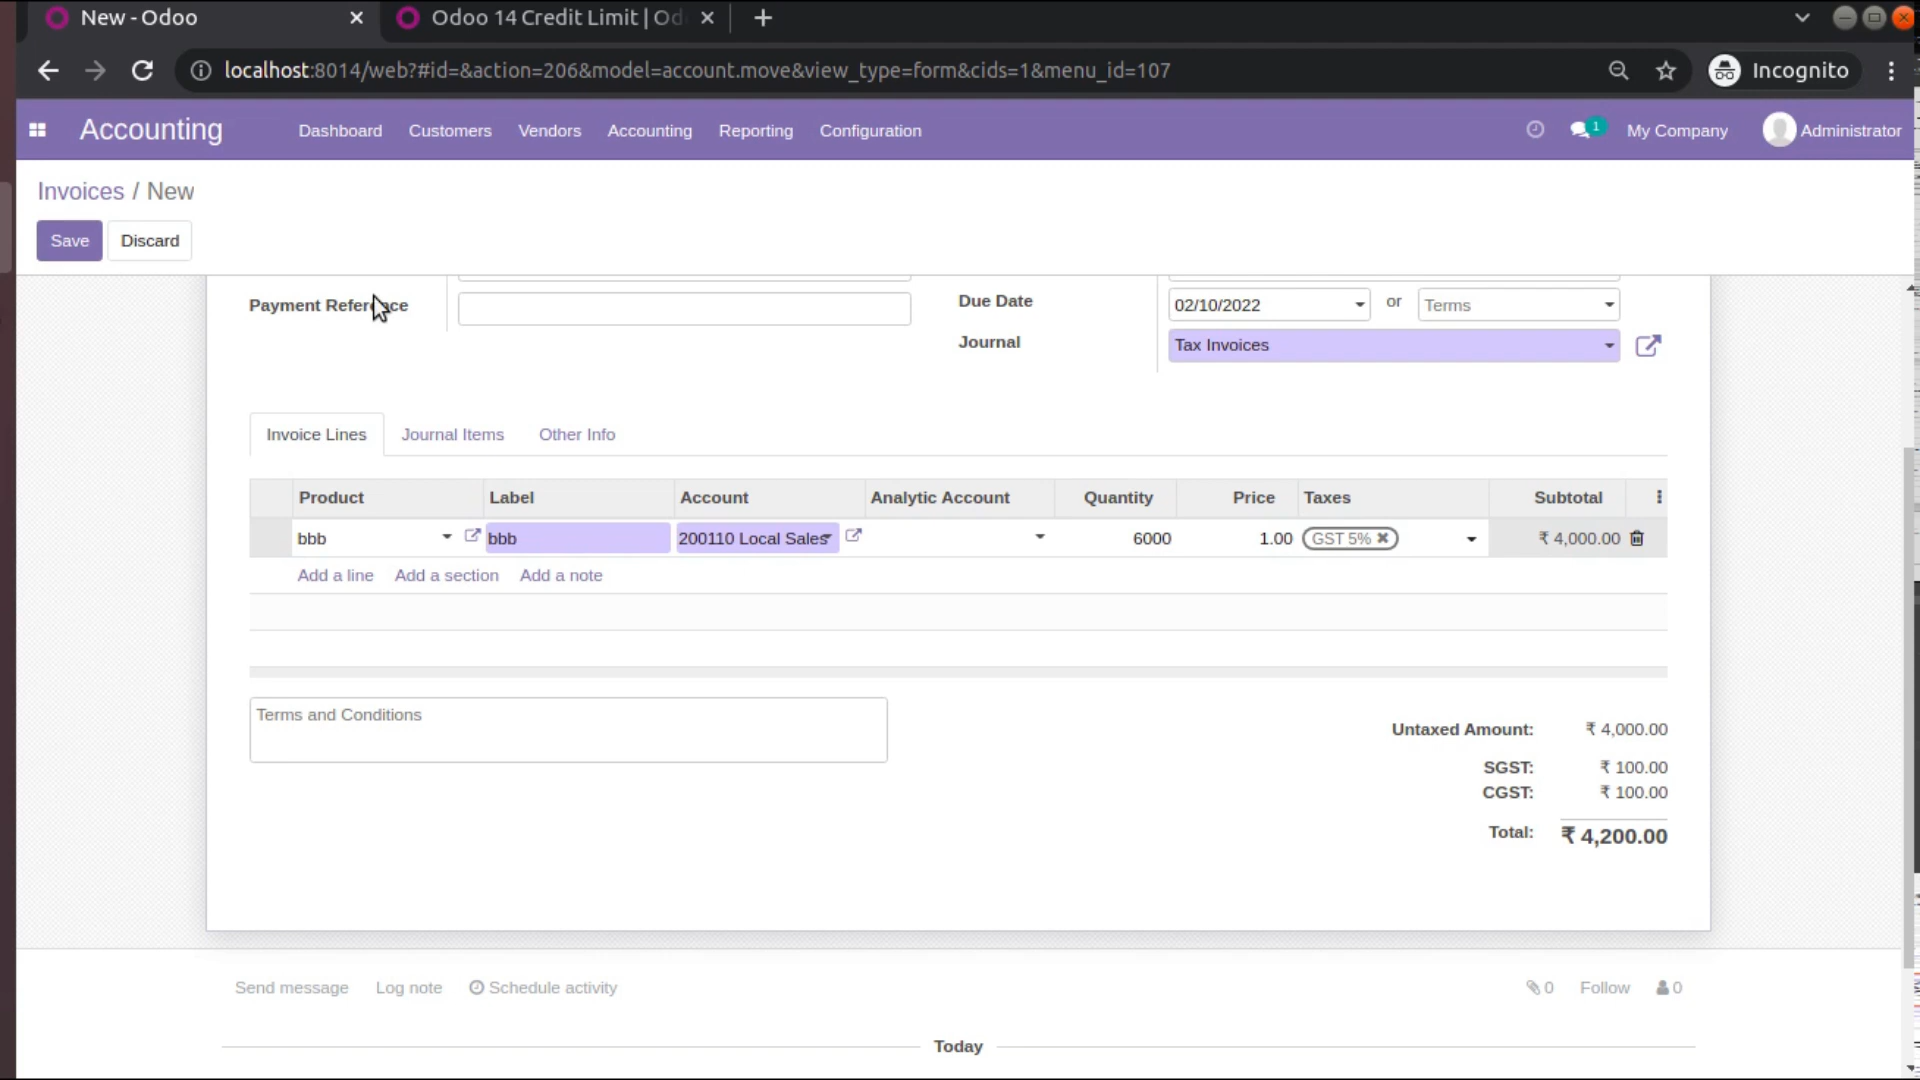 New - Odoo
Odoo 14 Credit Limit | Od
localhost:8014/web?#id=&action=206&model=account.move&view_type=form&cids=1&menu_id=107
Incognito
Accounting
Dashboard Customers Vendors Accounting Reporting Configuration
1 My Company Administrator
Invoices / New
Save Discard
Payment Reference
Due Date 02/10/2022 or Terms
Journal Tax Invoices
Invoice Lines Journal Items Other Info
Product Label Account Analytic Account Quantity Price Taxes Subtotal
bbb bbb 200110 Local Sales 6000 1.00 GST 5% ₹ 4,000.00
Add a line Add a section Add a note
Terms and Conditions
Untaxed Amount: ₹ 4,000.00
SGST: ₹ 100.00
CGST: ₹ 100.00
Total: ₹ 4,200.00
Send message Log note Schedule activity 0 Follow 0
Today